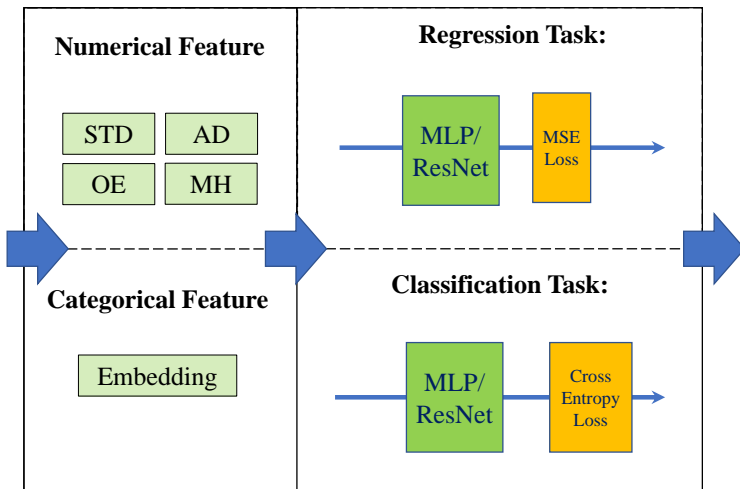 Numerical Feature
STD
AD
OE
MH
Categorical Feature
Embedding
Regression Task:
MLP/
ResNet
MSE
Loss
Classification Task:
MLP/
ResNet
Cross
Entropy
Loss